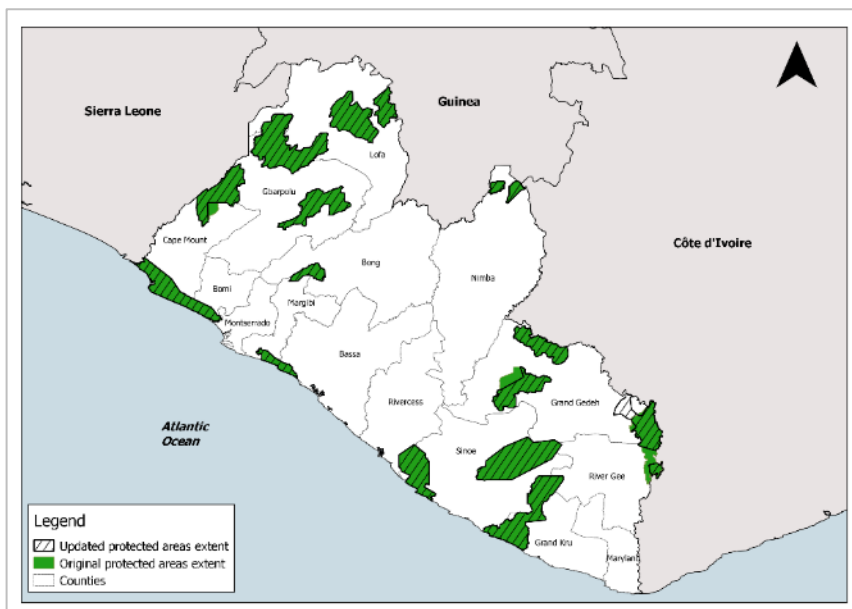 Sierra Leone
Guinea
Lofa
Gbarpolu
Côte d'Ivoire
Cape Mount
Bong
Nimba
Bomi
Margibi
Montserrado
Bassa
Rivercess
Grand Gedeh
Atlantic
Ocean
Sinoe
River Gee
Grand Kru
Maryland
Legend
Updated protected areas extent
Original protected areas extent
Counties